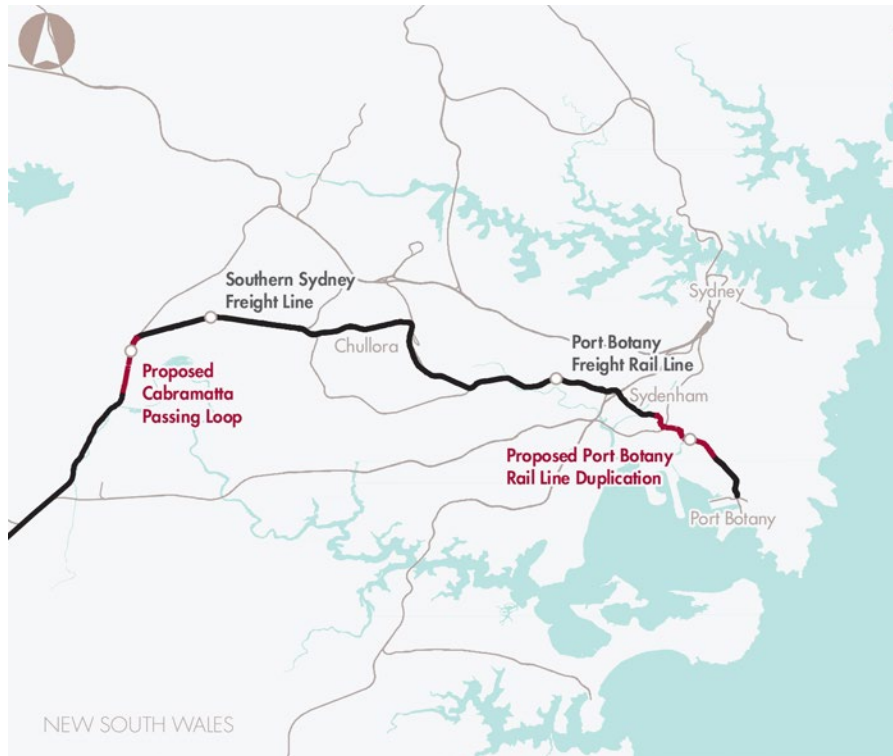 Sydney
Southern Sydney
Freight Line
Port Botany
Freight Rail Line
Chullora
Proposed
Cabramatta
Passing Loop
Sydenham
Proposed Port Botany
Rail Line Duplication
Port Botany
NEW SOUTH WALES